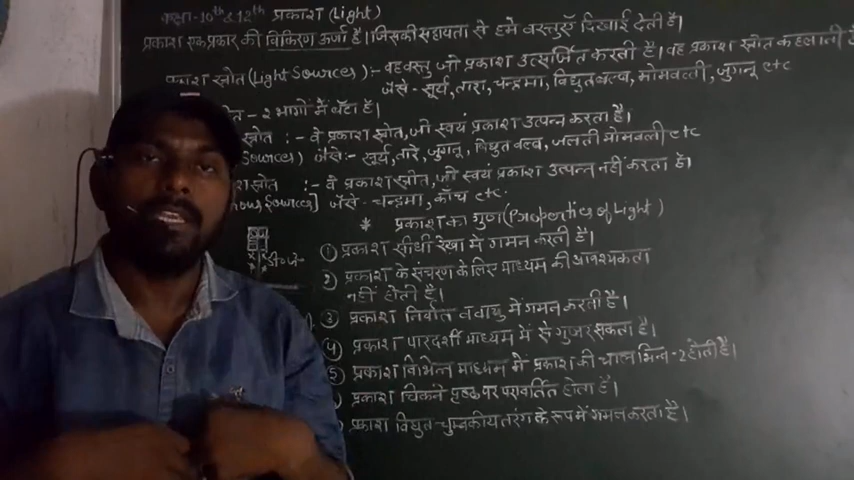 कक्षा-10th & 12th प्रकाश (Light)
प्रकाश एक प्रकार की विकिरण ऊर्जा है। जिसकी सहायता से हमे वस्तुएँ दिखाई देती है।
प्रकाश स्रोत (Light Sources) :- वह वस्तु जो प्रकाश उत्सर्जित करती है। वह प्रकाश स्रोत कहलाती है
जैसे- सूर्य, तारा, चन्द्रमा, विद्युत बल्व, मोमबत्ती, जुगनू etc
स्रोत - 2 भागों में बँटा है।
स्रोत :- वे प्रकाश स्रोत, जो स्वयं प्रकाश उत्पन्न करता है।
Sources) जैसे:- सूर्य, तारे, जुगनू, विद्युत बल्व, जलती मोमबत्ती etc
स्रोत :- वे प्रकाश स्रोत, जो स्वयं प्रकाश उत्पन्न नहीं करता है।
Sources] जैसे- चन्द्रमा, काँच etc.
* प्रकाश का गुण (Properties of Light)
① प्रकाश सीधी रेखा में गमन करती है।
② प्रकाश के संचरण के लिए माध्यम की आवश्यकता
नहीं होती है।
③ प्रकाश निर्वात व वायु में गमन करती है।
④ प्रकाश पारदर्शी माध्यम में से गुजर सकता है।
⑤ प्रकाश विभिन्न माध्यम में प्रकाश की चाल भिन्न-2 होती है।
प्रकाश चिकने पृष्ठ पर परावर्तित होता है।
प्रकाश विद्युत-चुम्बकीय तरंग के रूप में गमन करता है।